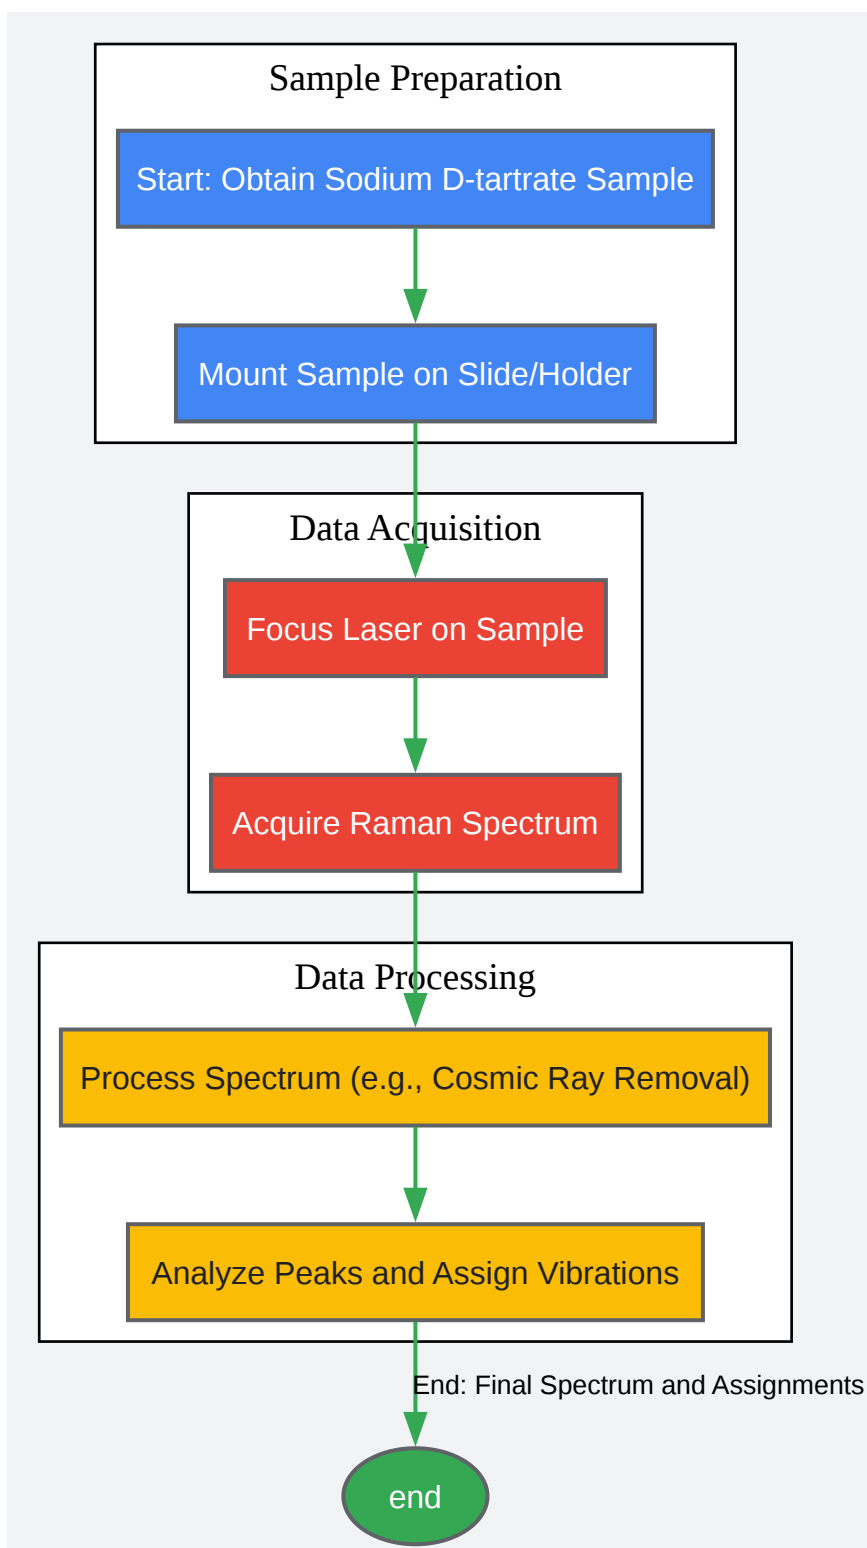 Sample Preparation
Start: Obtain Sodium D-tartrate Sample
Mount Sample on Slide/Holder
Data Acquisition
Focus Laser on Sample
Acquire Raman Spectrum
Data Processing
Process Spectrum (e.g., Cosmic Ray Removal)
Analyze Peaks and Assign Vibrations
End: Final Spectrum and Assignments
end